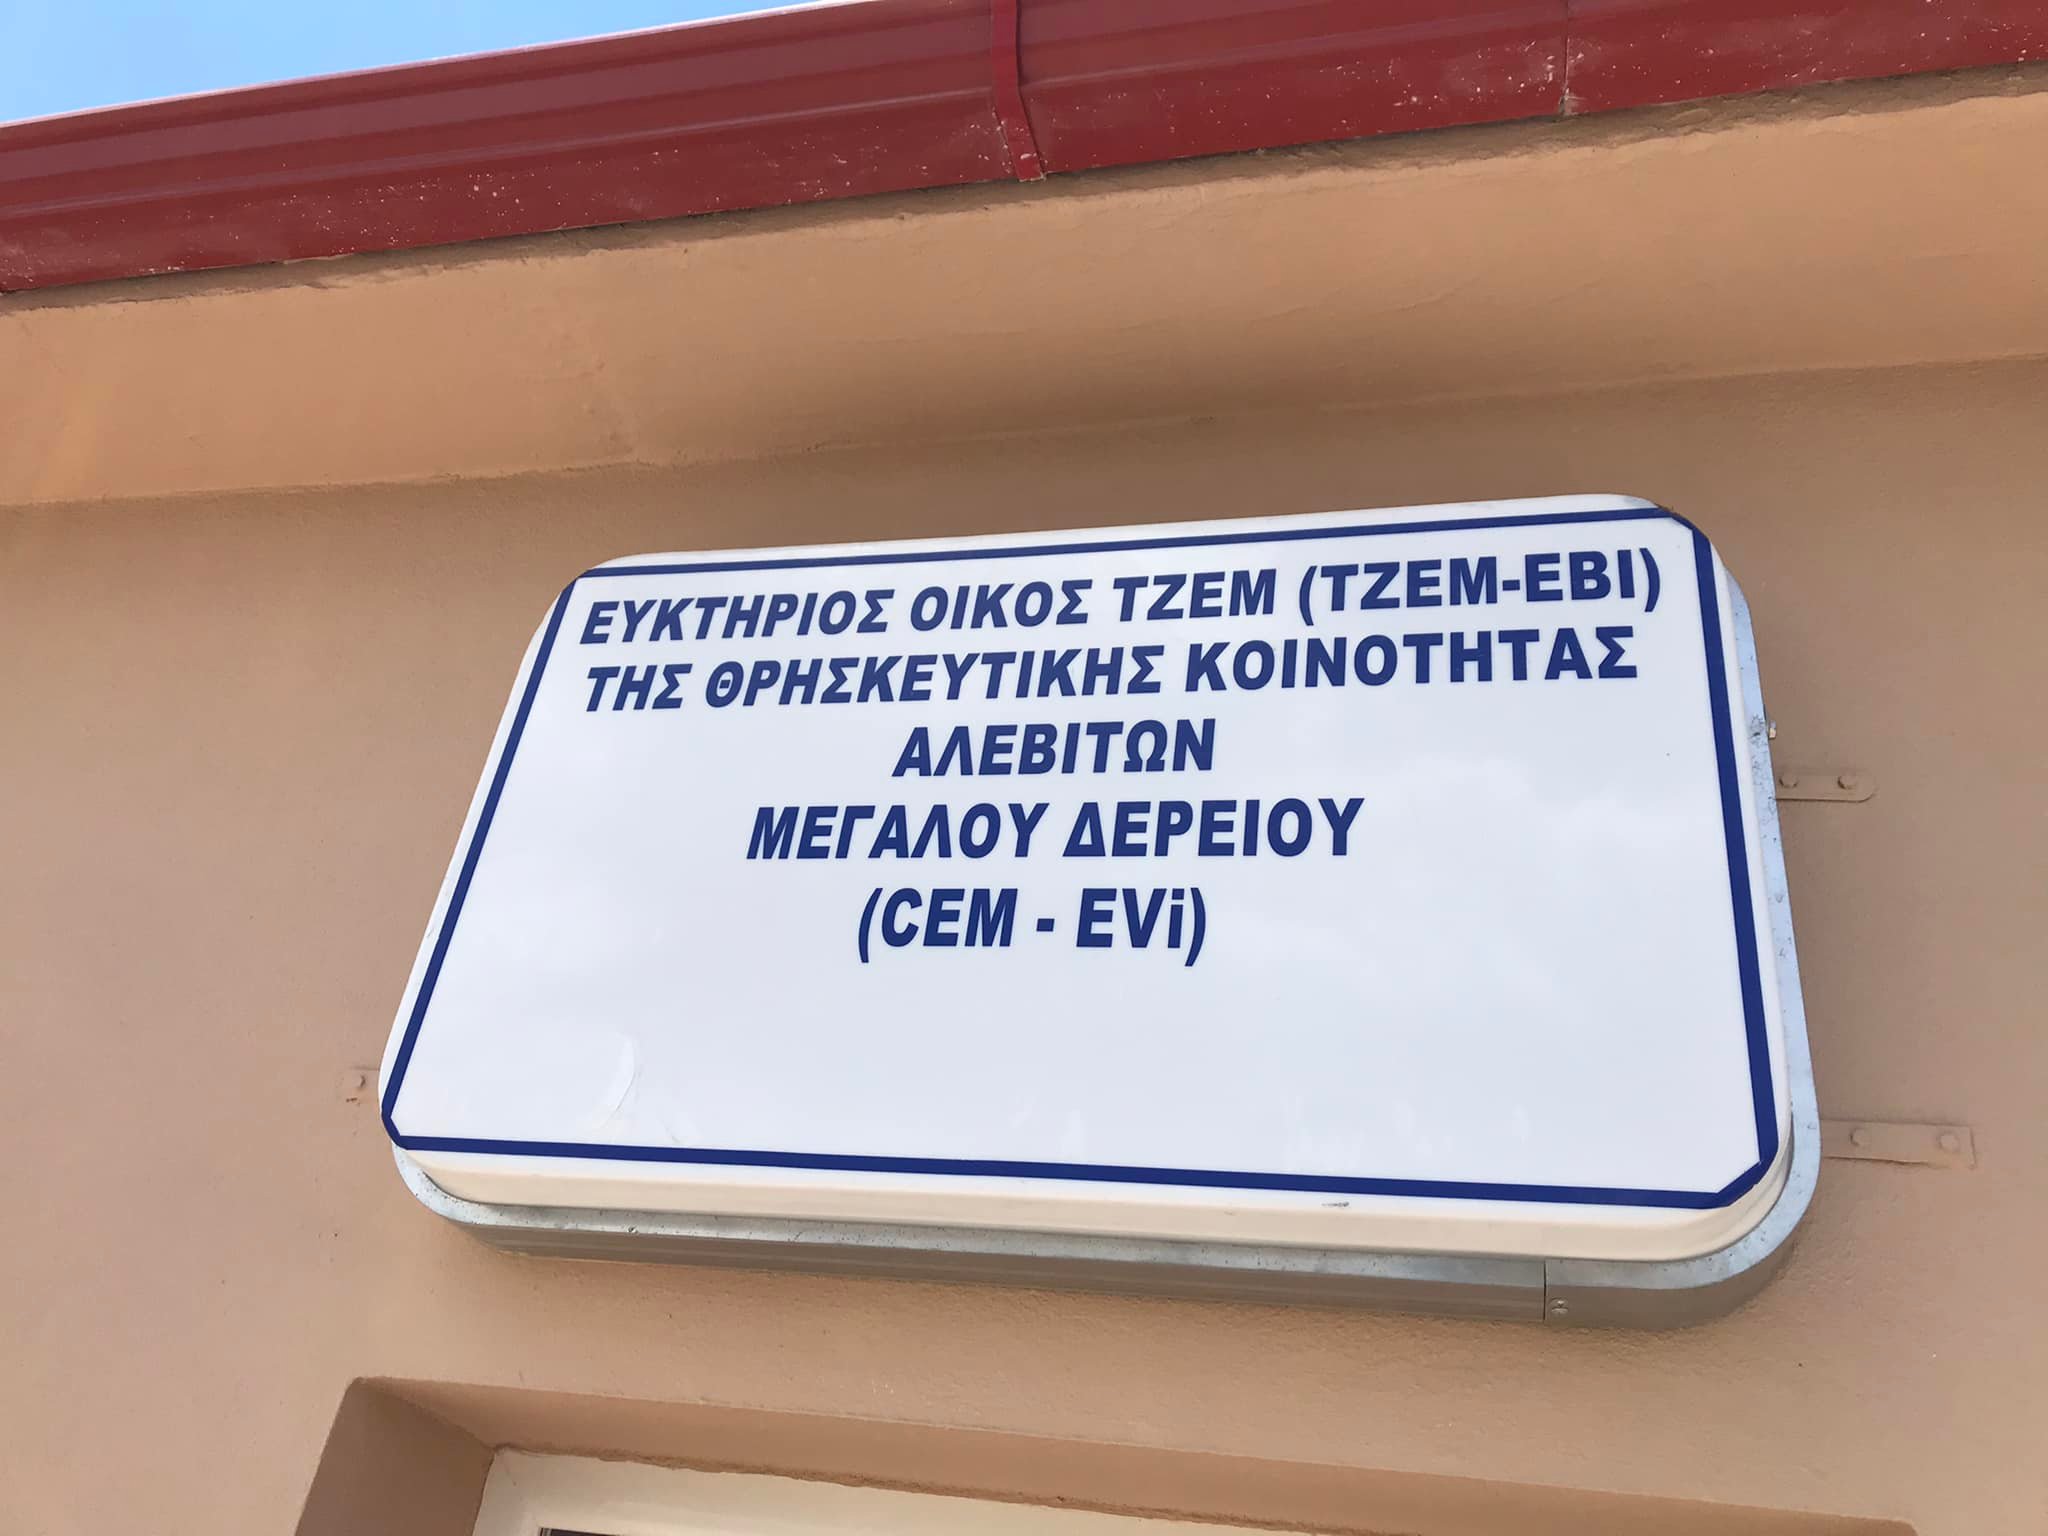 ΕΥΚΤΗΡΙΟΣ ΟΙΚΟΣ ΤΖΕΜ (ΤΖΕΜ-ΕΒΙ)
ΤΗΣ ΘΡΗΣΚΕΥΤΙΚΗΣ ΚΟΙΝΟΤΗΤΑΣ
ΑΛΕΒΙΤΩΝ
ΜΕΓΑΛΟΥ ΔΕΡΕΙΟΥ
(CEM - EVi)